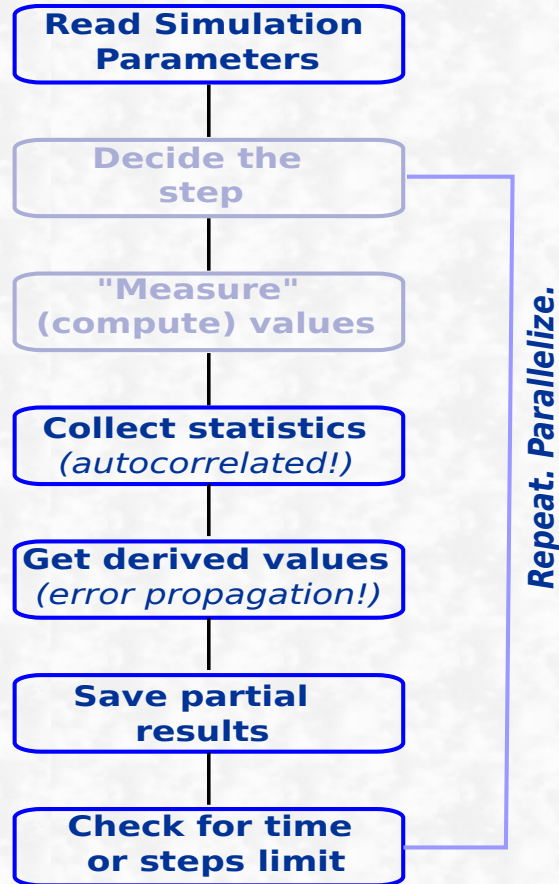 Read Simulation
Parameters
Decide the
step
"Measure"
(compute) values
Collect statistics
(autocorrelated!)
Get derived values
(error propagation!)
Save partial
results
Check for time
or steps limit
Repeat. Parallelize.